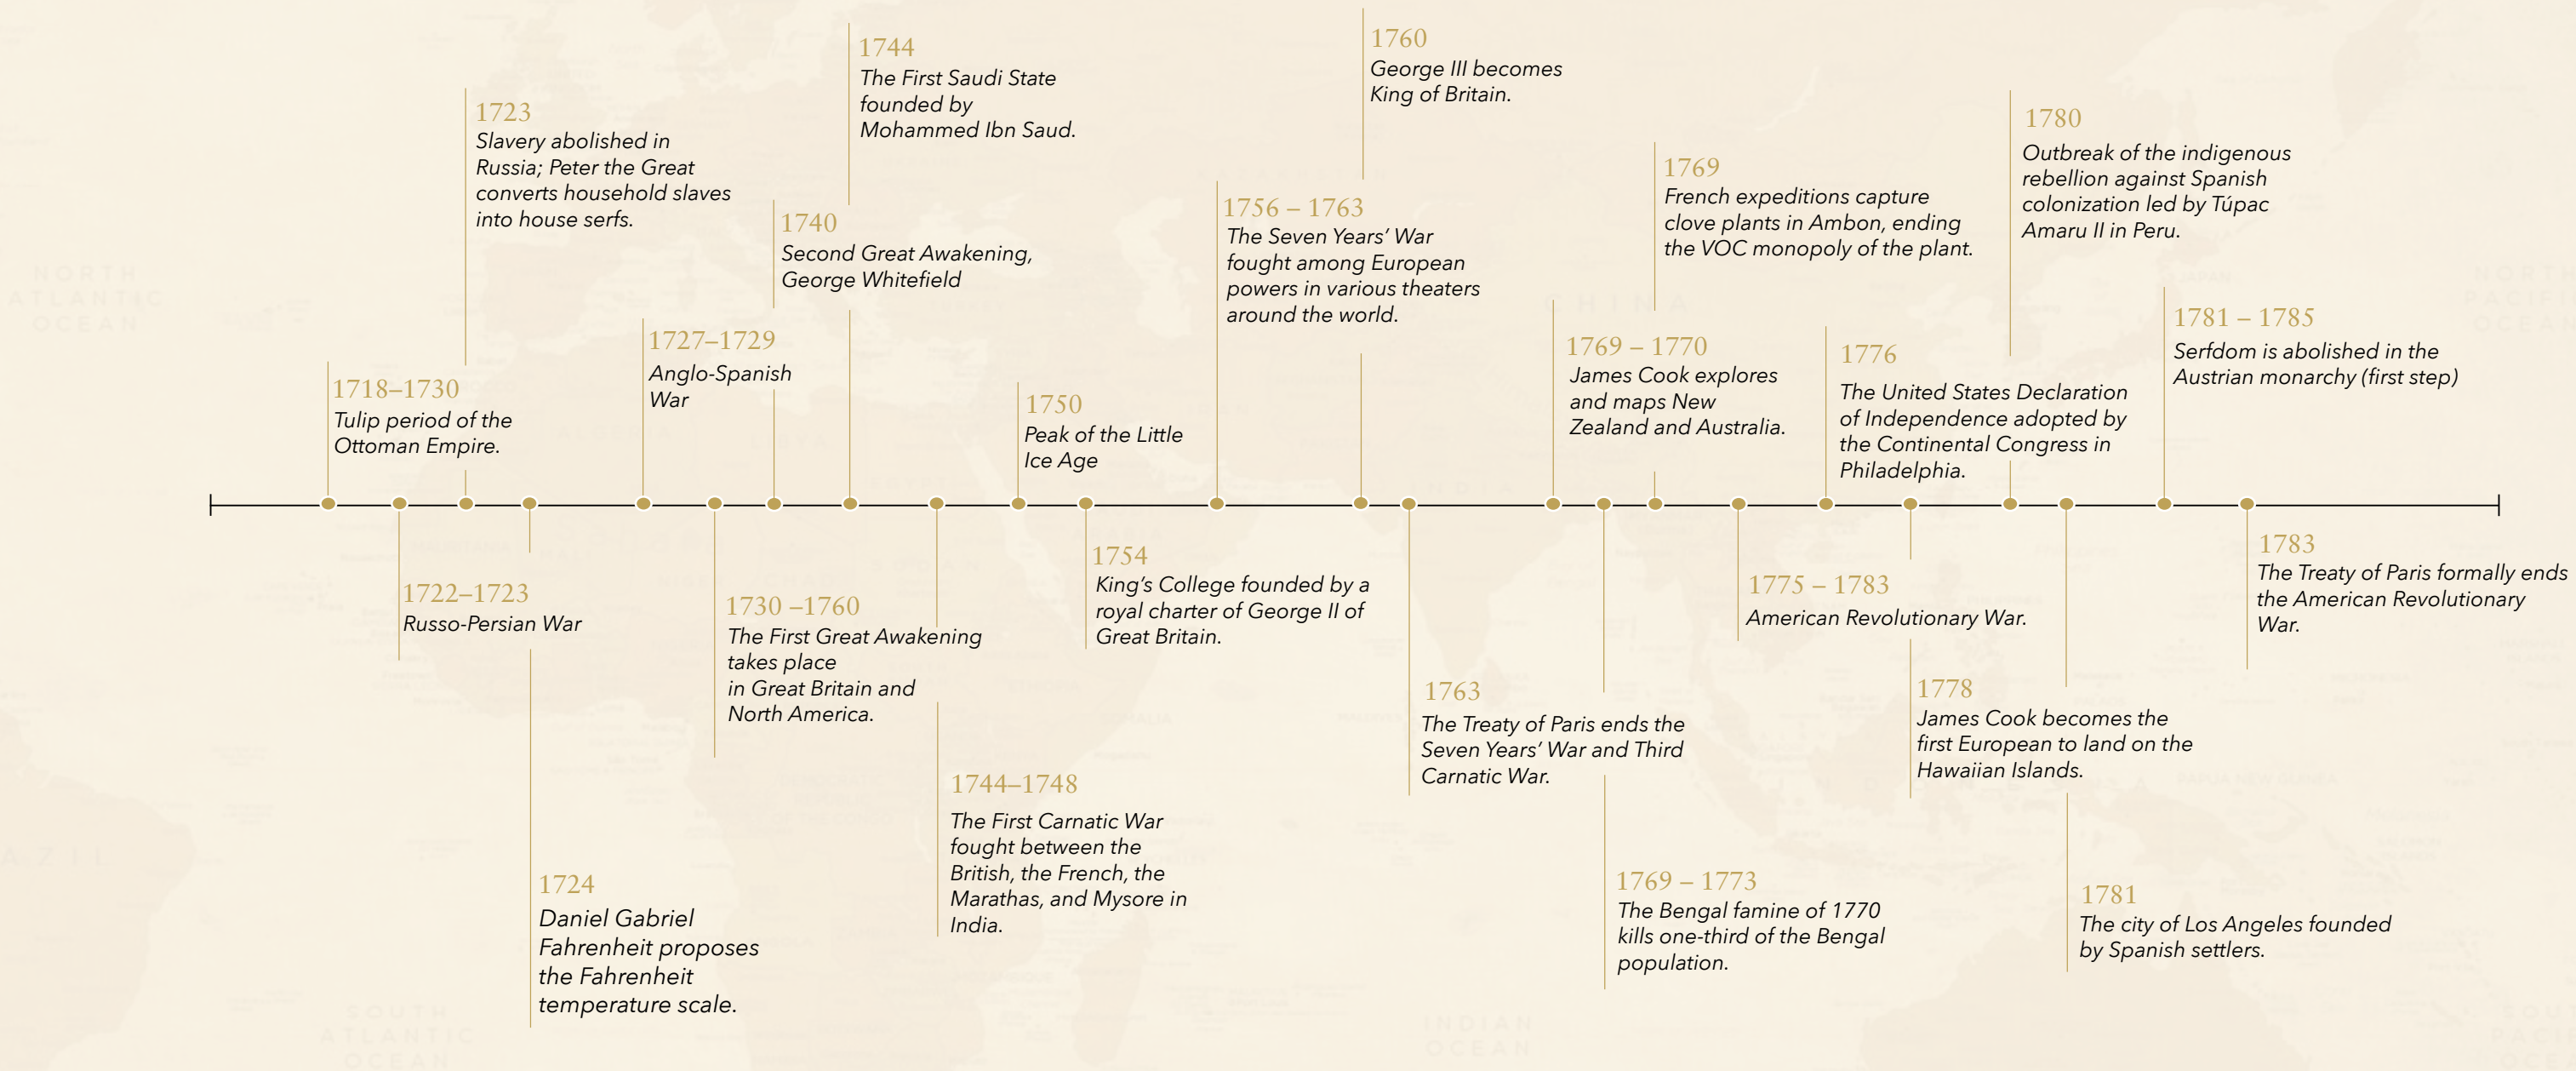 1718–1730
Tulip period of the
Ottoman Empire.
1722–1723
Russo-Persian War
1723
Slavery abolished in
Russia; Peter the Great
converts household slaves
into house serfs.
1724
Daniel Gabriel
Fahrenheit proposes
the Fahrenheit
temperature scale.
1727–1729
Anglo-Spanish
War
1730 –1760
The First Great Awakening
takes place
in Great Britain and
North America.
1740
Second Great Awakening,
George Whitefield
1744
The First Saudi State
founded by
Mohammed Ibn Saud.
1744–1748
The First Carnatic War
fought between the
British, the French, the
Marathas, and Mysore in
India.
1750
Peak of the Little
Ice Age
1754
King’s College founded by a
royal charter of George II of
Great Britain.
1756 – 1763
The Seven Years’ War
fought among European
powers in various theaters
around the world.
1760
George III becomes
King of Britain.
1763
The Treaty of Paris ends the
Seven Years’ War and Third
Carnatic War.
1769 – 1770
James Cook explores
and maps New
Zealand and Australia.
1769 – 1773
The Bengal famine of 1770
kills one-third of the Bengal
population.
1769
French expeditions capture
clove plants in Ambon, ending
the VOC monopoly of the plant.
1775 – 1783
American Revolutionary War.
1776
The United States Declaration
of Independence adopted by
the Continental Congress in
Philadelphia.
1778
James Cook becomes the
first European to land on the
Hawaiian Islands.
1780
Outbreak of the indigenous
rebellion against Spanish
colonization led by Túpac
Amaru II in Peru.
1781
The city of Los Angeles founded
by Spanish settlers.
1781 – 1785
Serfdom is abolished in the
Austrian monarchy (first step)
1783
The Treaty of Paris formally ends
the American Revolutionary
War.
NORTH
ATLANTIC
OCEAN
SOUTH
ATLANTIC
OCEAN
INDIAN
OCEAN
CHINA
INDIA
JAPAN
ALGERIA
LIBYA
EGYPT